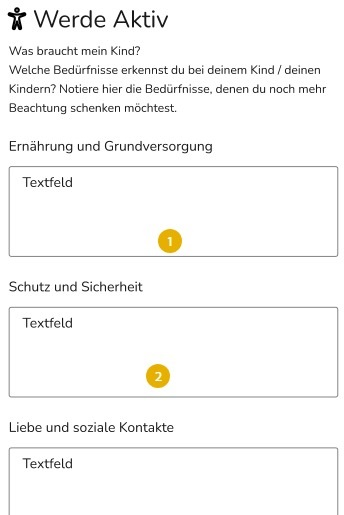 Werde Aktiv
Was braucht mein Kind?
Welche Bedürfnisse erkennst du bei deinem Kind / deinen
Kindern? Notiere hier die Bedürfnisse, denen du noch mehr
Beachtung schenken möchtest.
Ernährung und Grundversorgung
Textfeld
1
Schutz und Sicherheit
Textfeld
2
Liebe und soziale Kontakte
Textfeld